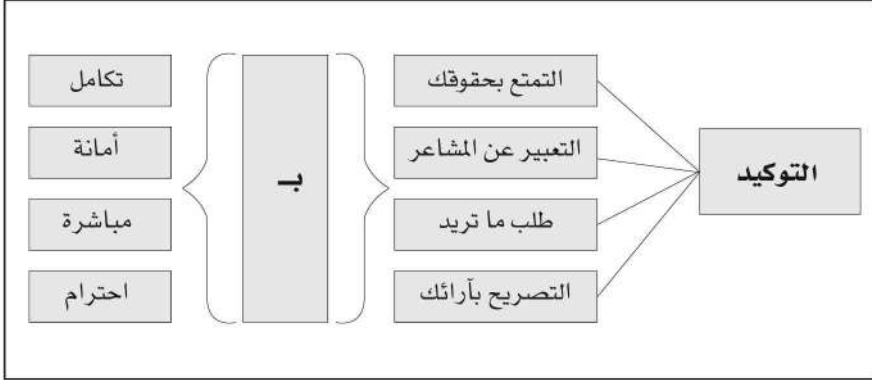 التوكيد
التمتع بحقوقك
التعبير عن المشاعر
طلب ما تريد
التصريح بآرائك
بـ
تكامل
أمانة
مباشرة
احترام